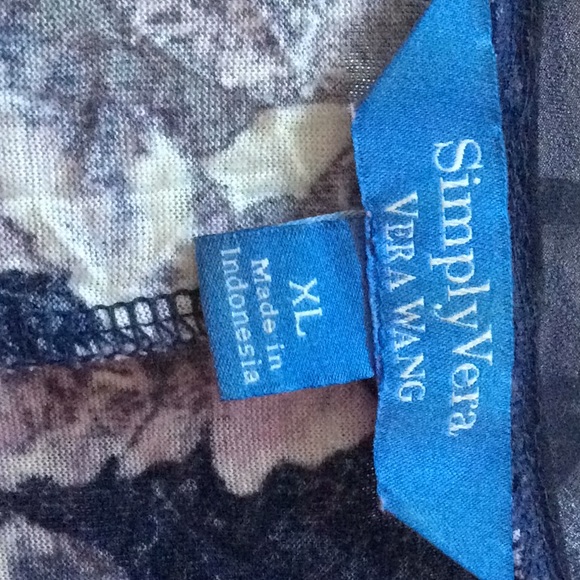 Simply Vera
VERA WANG
XL
Made in
Indonesia